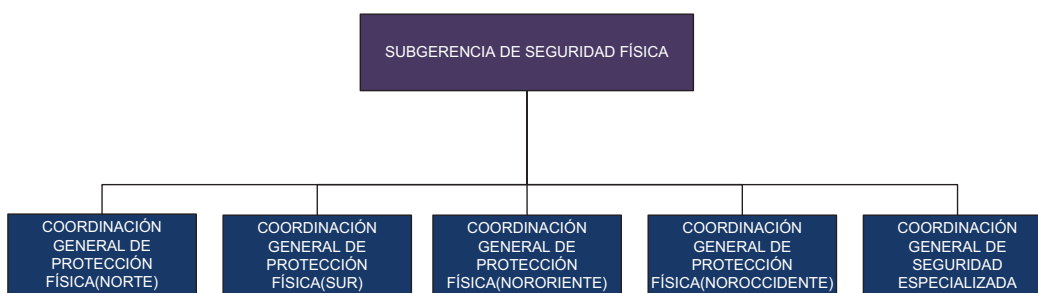 SUBGERENCIA DE SEGURIDAD FÍSICA
COORDINACIÓN
GENERAL DE
PROTECCIÓN
FÍSICA(NORTE)
COORDINACIÓN
GENERAL DE
PROTECCIÓN
FÍSICA(SUR)
COORDINACIÓN
GENERAL DE
PROTECCIÓN
FÍSICA(NORORIENTE)
COORDINACIÓN
GENERAL DE
PROTECCIÓN
FÍSICA(NOROCCIDENTE)
COORDINACIÓN
GENERAL DE
SEGURIDAD
ESPECIALIZADA